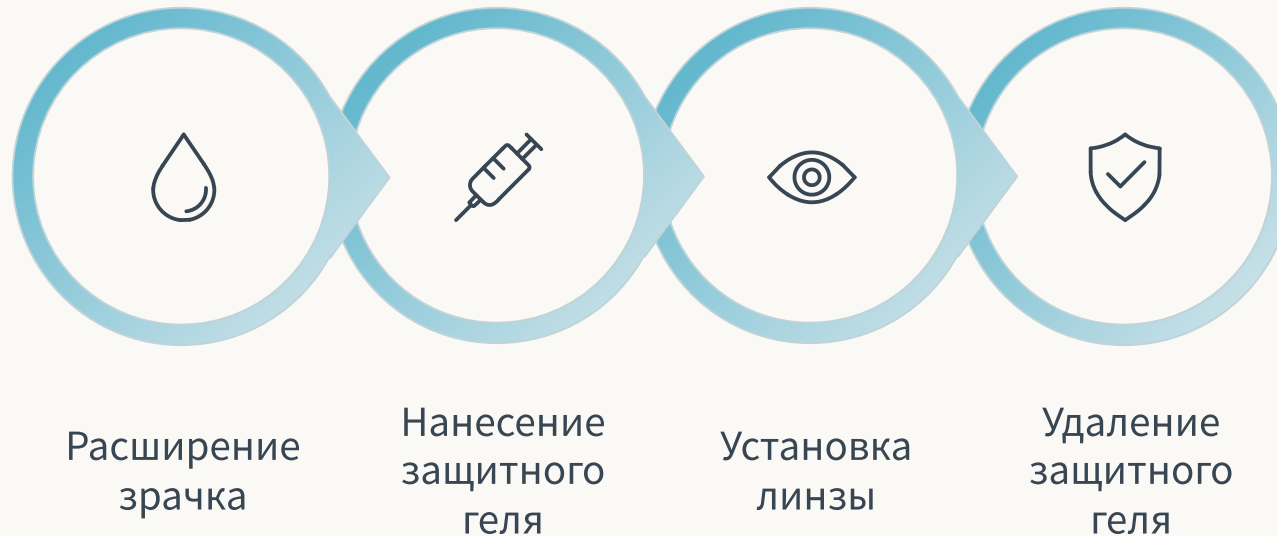 Расширение
зрачка
Нанесение
защитного
геля
Установка
линзы
Удаление
защитного
геля